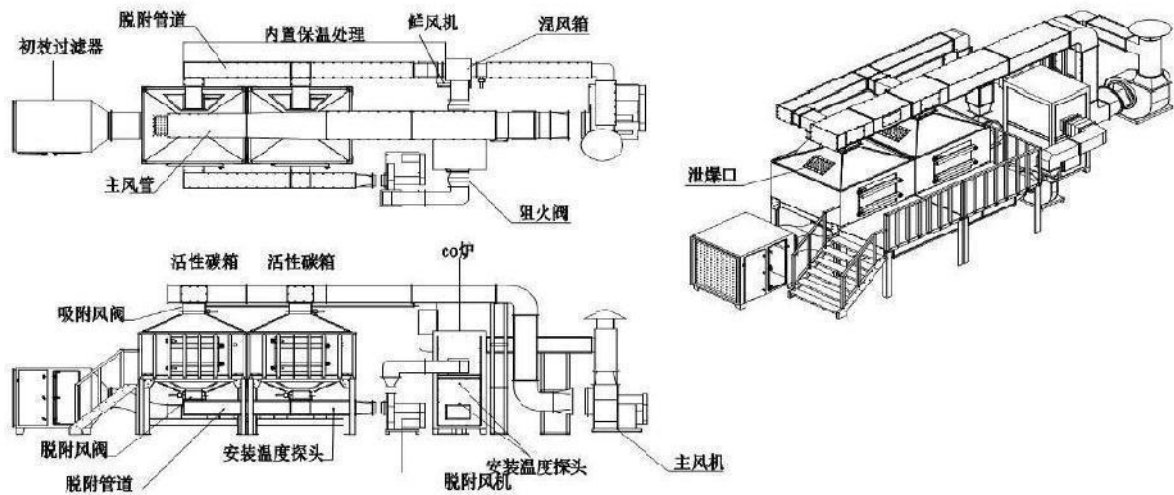 脱附管道
鲜风机
混风箱
内置保温处理
初效过滤器
主风管
阻火阀
泄爆口
co炉
活性碳箱
活性碳箱
吸附风阀
脱附风阀
安装温度探头
安装温度探头
主风机
脱附管道
脱附风机